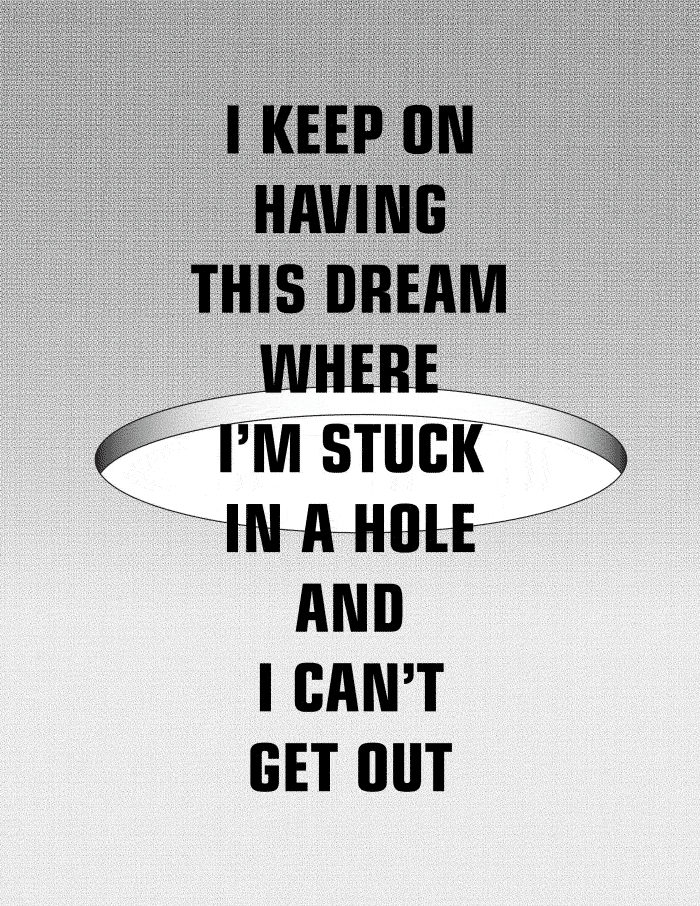 I KEEP ON
HAVING
THIS DREAM
WHERE
I’M STUCK
IN A HOLE
AND
I CAN’T
GET OUT